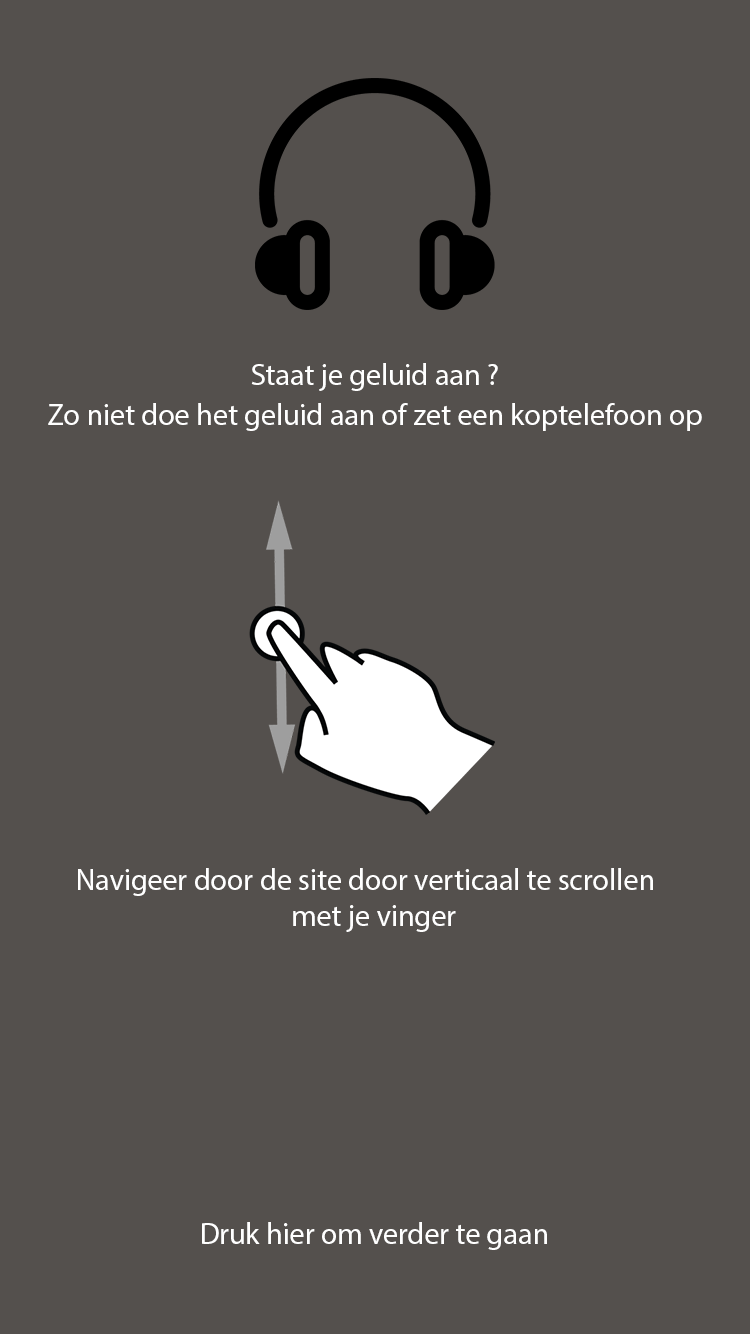 Staat je geluid aan ?
Zo niet doe het geluid aan of zet een koptelefoon op
Navigeer door de site door verticaal te scrollen
met je vinger
Druk hier om verder te gaan